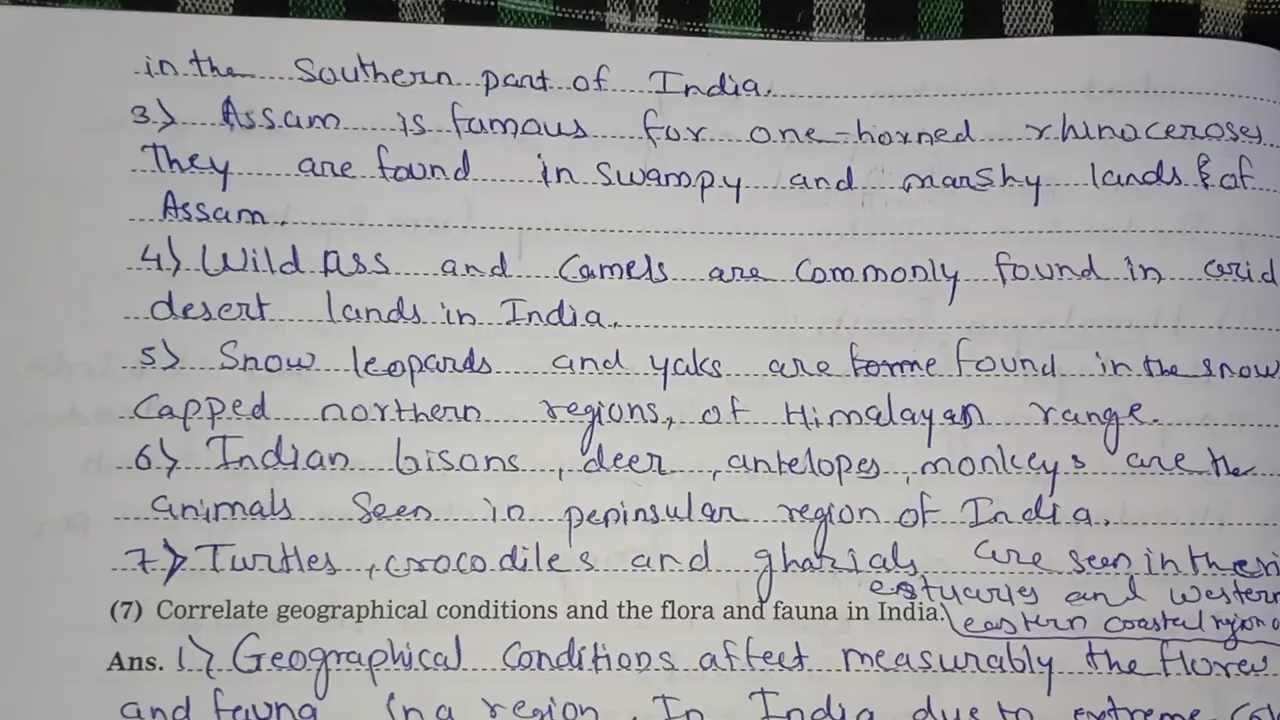 in the Southern part of India.
3) Assam is famous for one-horned rhinoceroses
They are found in swampy and marshy lands & of
Assam.
4) Wild ass and Camels are commonly found in arid
desert lands in India.
5) Snow leopards and yaks are forme found in the snow
Capped northern regions, of Himalayan range.
6) Indian bisons, deer, antelopes, monkeys are the
animals seen in peninsular region of India.
7) Turtles, crocodiles and gharials are seen in the
estuaries and western
(7) Correlate geographical conditions and the flora and fauna in India.
eastern coastal region
Ans. 1) Geographical Conditions affect measurably the
and fauna in a region. In India due to extreme